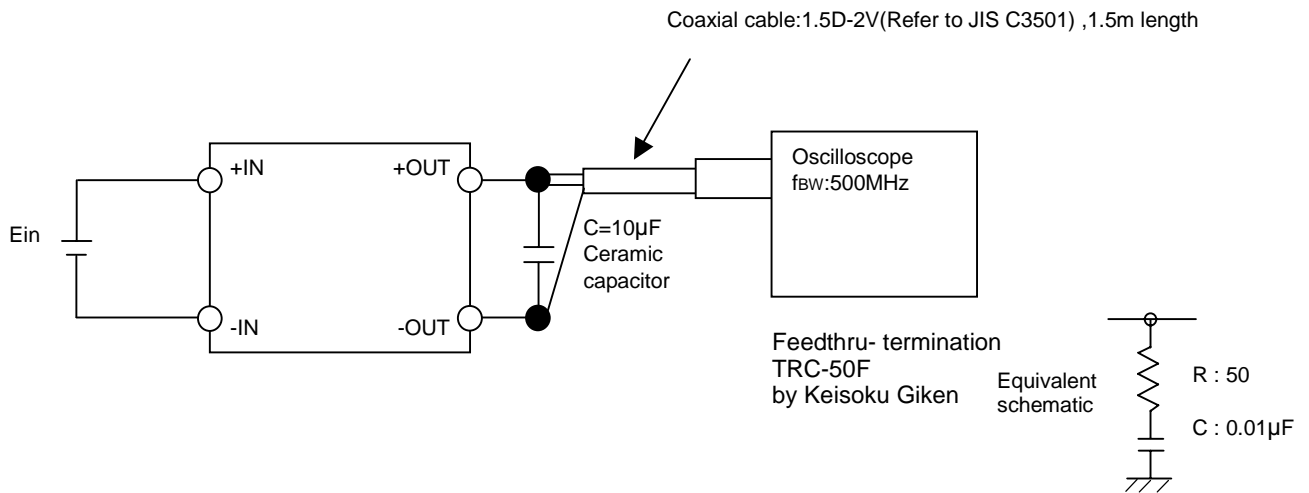 Coaxial cable:1.5D-2V(Refer to JIS C3501) ,1.5m length
Oscilloscope
fBW:500MHz
+IN
+OUT
Ein
C=10µF
Ceramic
capacitor
-IN
-OUT
Feedthru- termination
TRC-50F
by Keisoku Giken
Equivalent
schematic
R : 50
C : 0.01µF